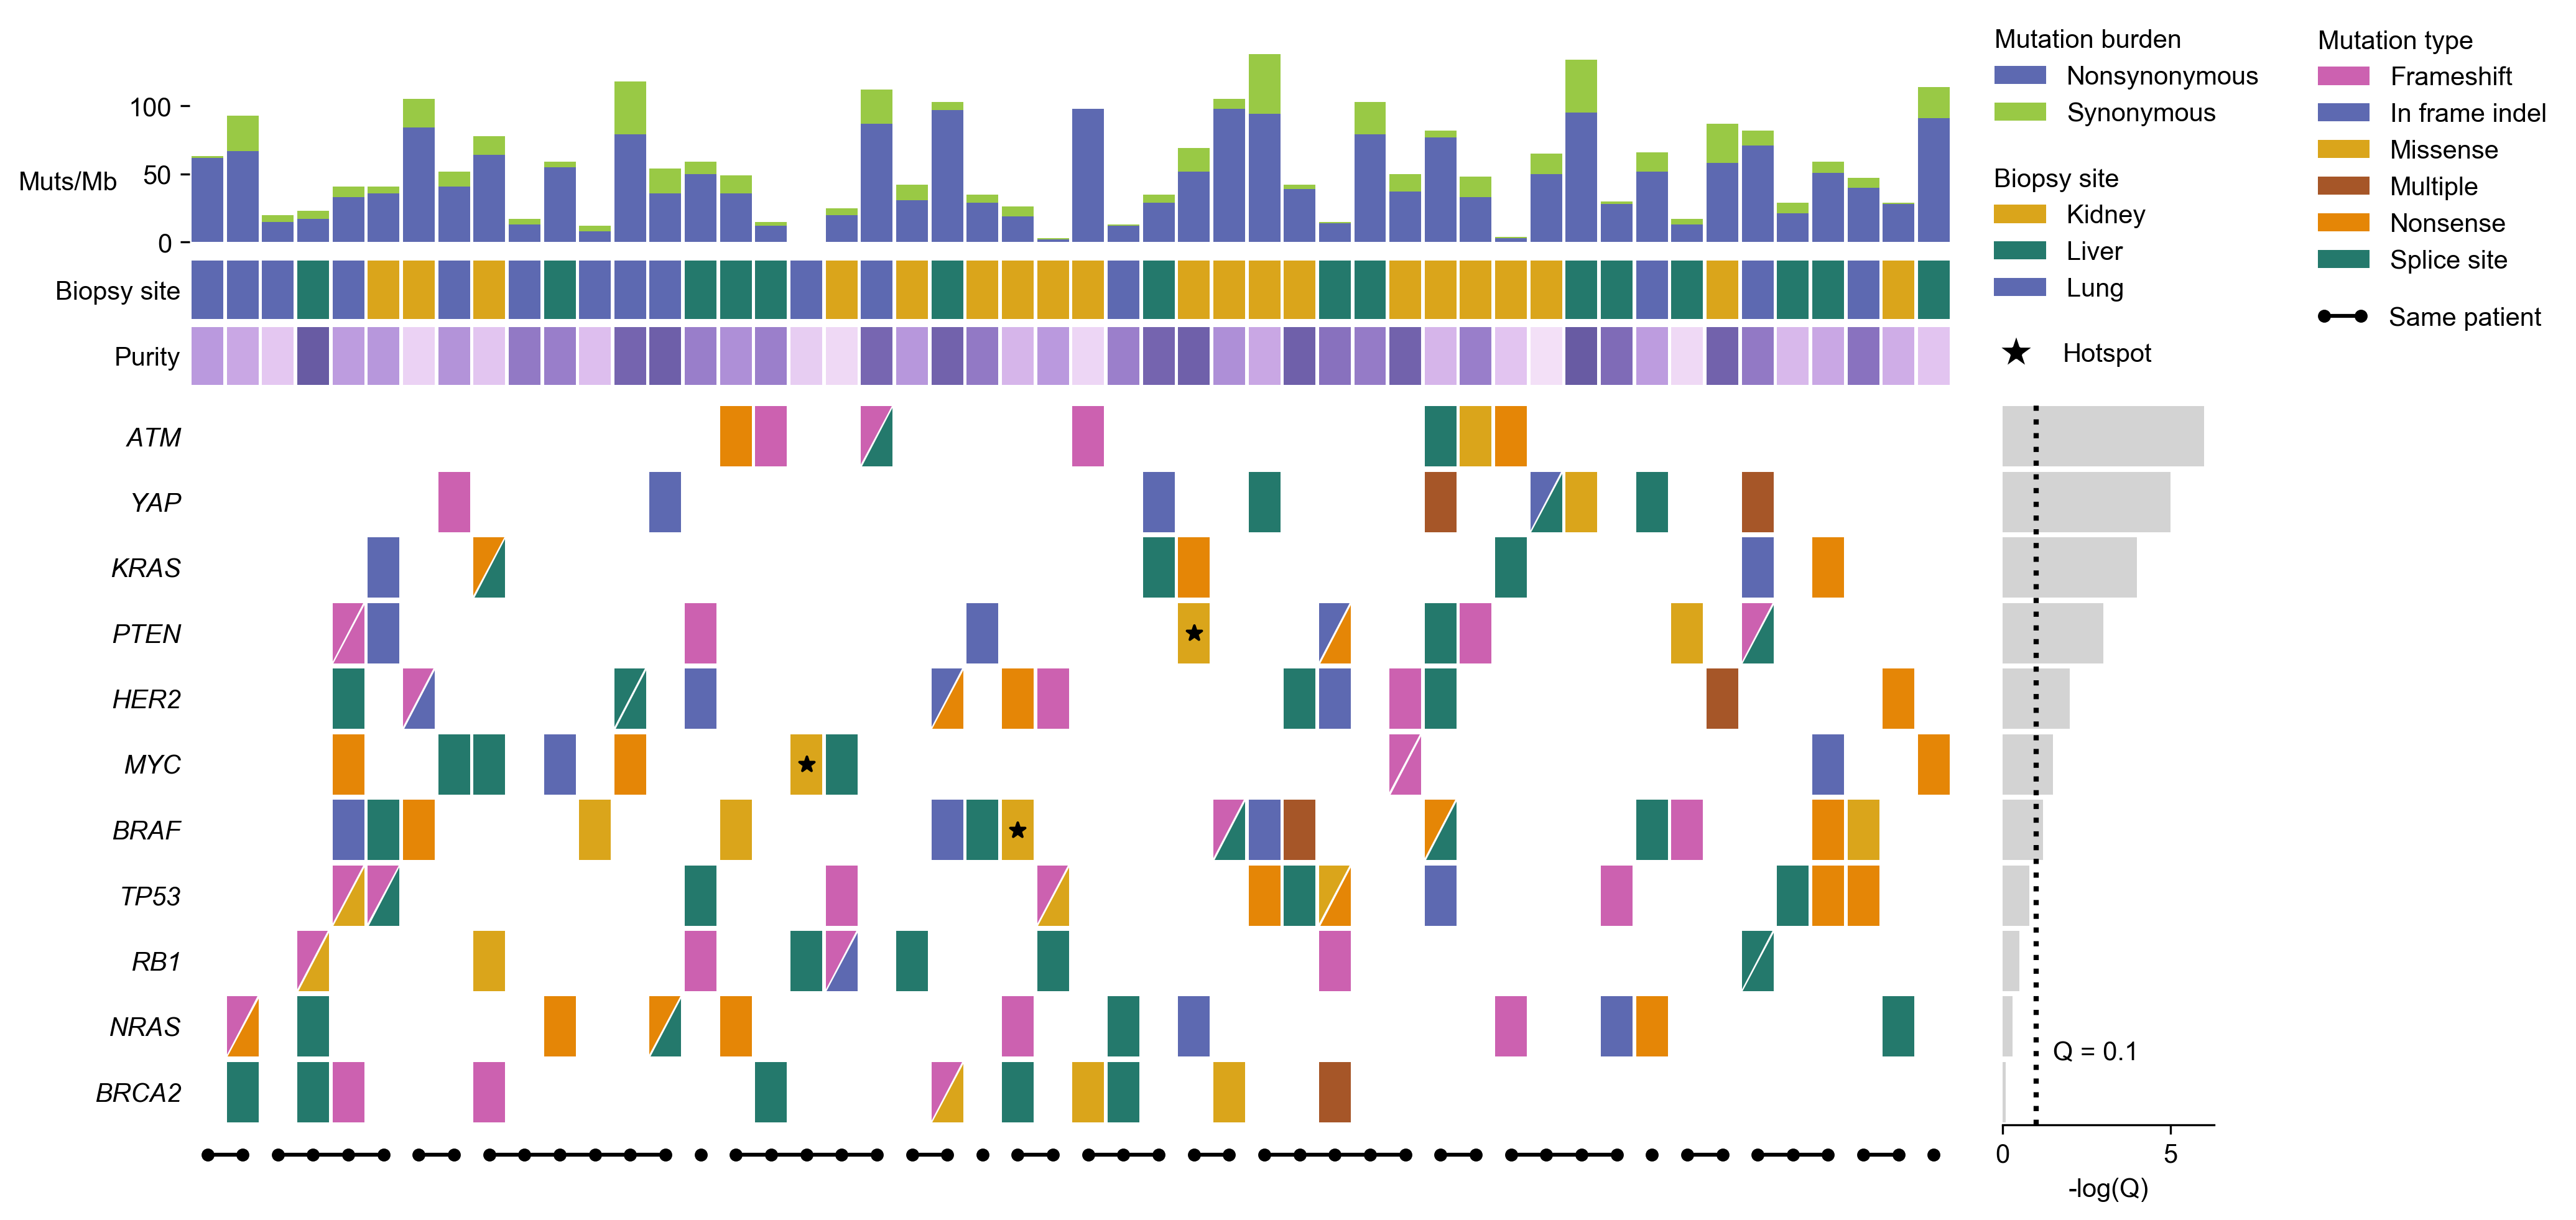 Mutation burden
Nonsynonymous
Synonymous
Mutation type
Frameshift
In frame indel
Missense
Multiple
Nonsense
Splice site
Biopsy site
Kidney
Liver
Lung
Same patient
Hotspot
100
50
0
Muts/Mb
Biopsy site
Purity
ATM
YAP
KRAS
PTEN
HER2
MYC
BRAF
TP53
RB1
NRAS
BRCA2
Q = 0.1
0
5
-log(Q)